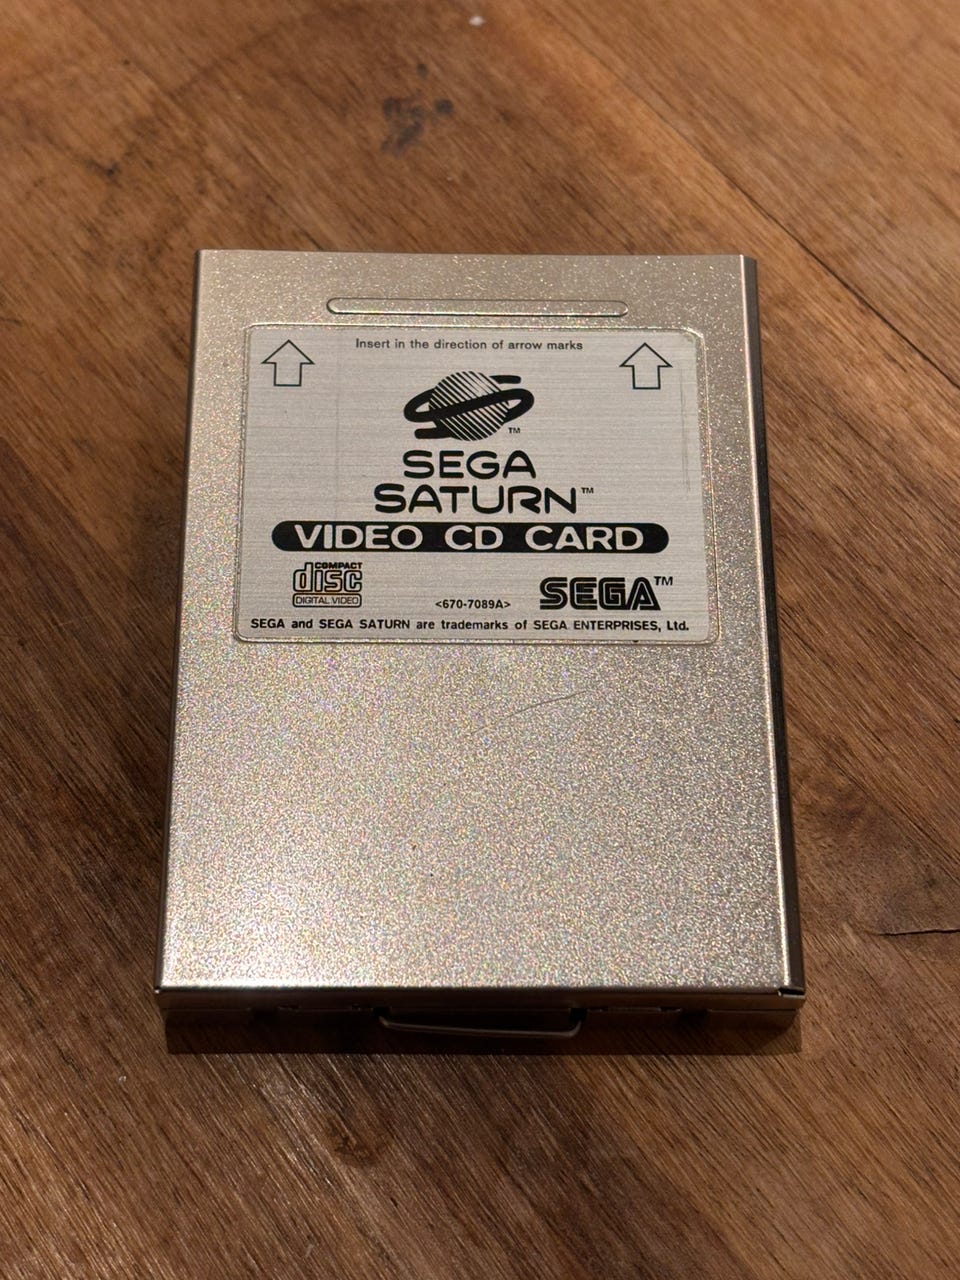 Insert in the direction of arrow marks
™
SEGA
SATURN™
VIDEO CD CARD
COMPACT
disc
DIGITAL VIDEO
<670-7089A>
SEGA™
SEGA and SEGA SATURN are trademarks of SEGA ENTERPRISES, Ltd.